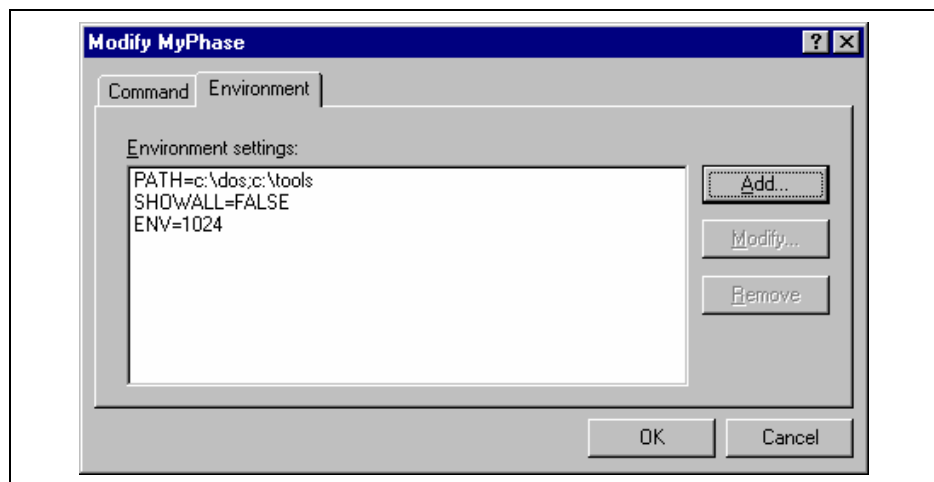 Modify MyPhase
Command Environment
Environment settings:
PATH=c:\dos;c:\tools
SHOWALL=FALSE
ENV=1024
Add...
Modify...
Remove
OK Cancel